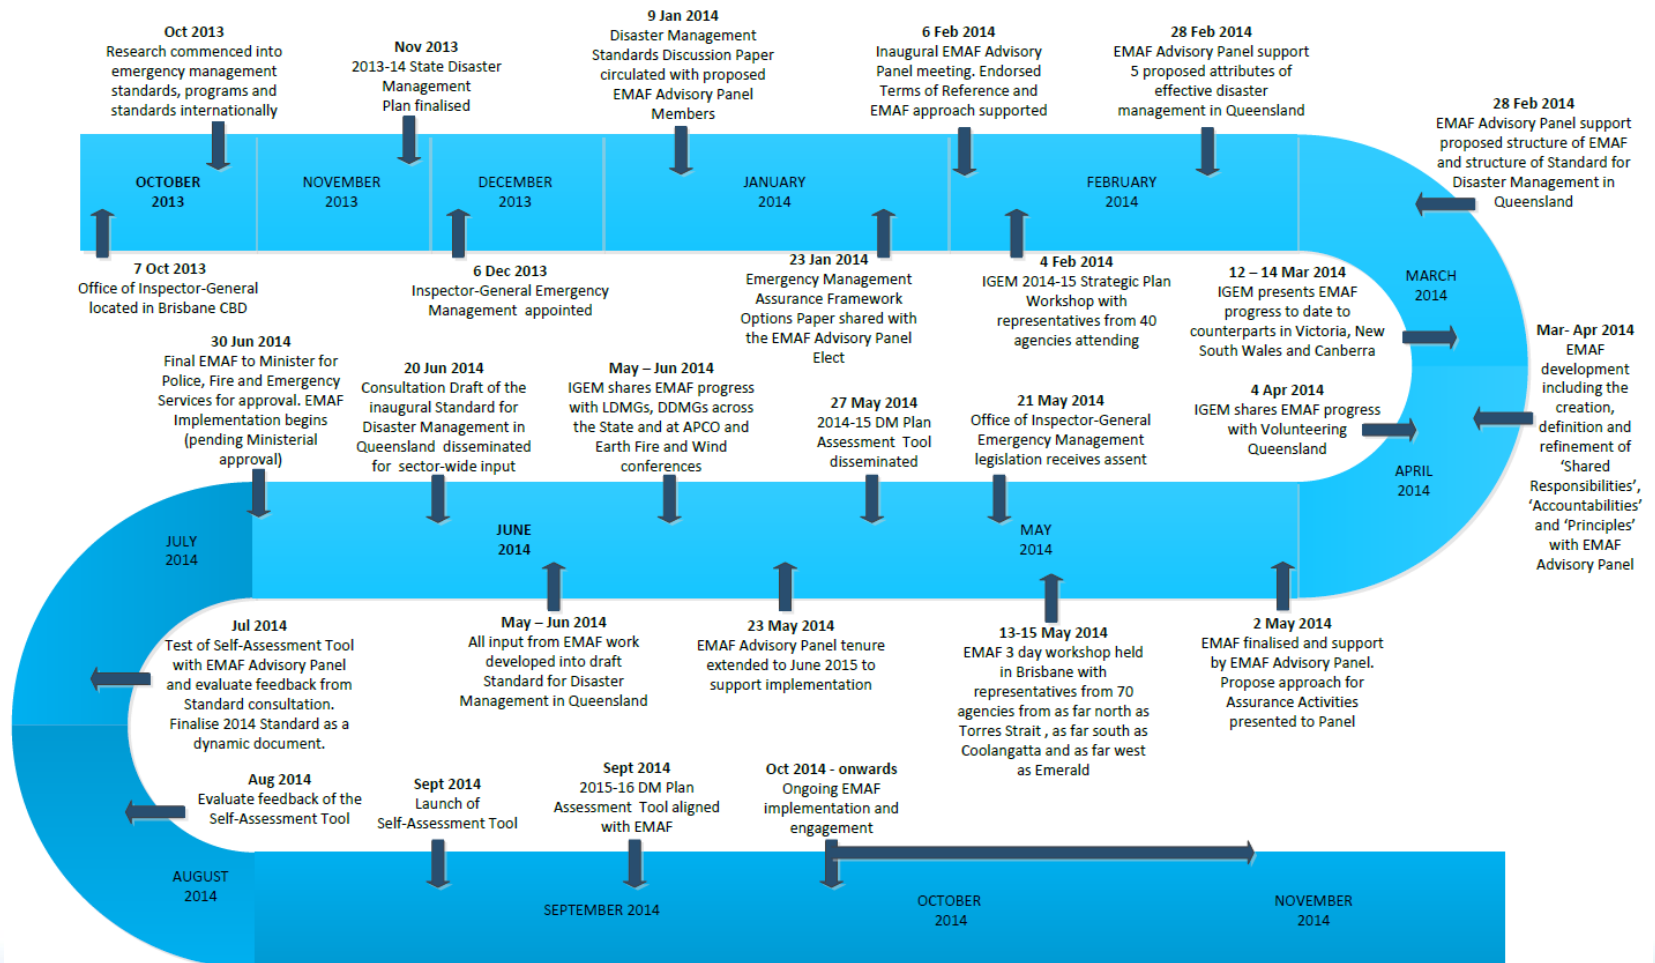 Oct 2013
Research commenced into
emergency management
standards, programs and
standards internationally
Nov 2013
2013-14 State Disaster
Management
Plan finalised
9 Jan 2014
Disaster Management
Standards Discussion Paper
circulated with proposed
EMAF Advisory Panel
Members
6 Feb 2014
Inaugural EMAF Advisory
Panel meeting. Endorsed
Terms of Reference and
EMAF approach supported
28 Feb 2014
EMAF Advisory Panel support
5 proposed attributes of
effective disaster
management in Queensland
28 Feb 2014
EMAF Advisory Panel support
proposed structure of EMAF
and structure of Standard for
Disaster Management in
Queensland
OCTOBER
2013
NOVEMBER
2013
DECEMBER
2013
JANUARY
2014
FEBRUARY
2014
MARCH
2014
7 Oct 2013
Office of Inspector-General
located in Brisbane CBD
6 Dec 2013
Inspector-General Emergency
Management appointed
23 Jan 2014
Emergency Management
Assurance Framework
Options Paper shared with
the EMAF Advisory Panel
Elect
4 Feb 2014
IGEM 2014-15 Strategic Plan
Workshop with
representatives from 40
agencies attending
12 – 14 Mar 2014
IGEM presents EMAF
progress to date to
counterparts in Victoria, New
South Wales and Canberra
Mar- Apr 2014
EMAF
development
including the
creation,
definition and
refinement of
‘Shared
Responsibilities’,
‘Accountabilities’
and ‘Principles’
with EMAF
Advisory Panel
4 Apr 2014
IGEM shares EMAF progress
with Volunteering
Queensland
APRIL
2014
30 Jun 2014
Final EMAF to Minister for
Police, Fire and Emergency
Services for approval. EMAF
Implementation begins
(pending Ministerial
approval)
20 Jun 2014
Consultation Draft of the
inaugural Standard for
Disaster Management in
Queensland disseminated
for sector-wide input
May – Jun 2014
IGEM shares EMAF progress
with LDMGs, DDMGs across
the State and at APCO and
Earth Fire and Wind
conferences
27 May 2014
2014-15 DM Plan
Assessment Tool
disseminated
21 May 2014
Office of Inspector-General
Emergency Management
legislation receives assent
JULY
2014
JUNE
2014
MAY
2014
Jul 2014
Test of Self-Assessment Tool
with EMAF Advisory Panel
and evaluate feedback from
Standard consultation.
Finalise 2014 Standard as a
dynamic document.
May – Jun 2014
All input from EMAF work
developed into draft
Standard for Disaster
Management in Queensland
23 May 2014
EMAF Advisory Panel tenure
extended to June 2015 to
support implementation
13-15 May 2014
EMAF 3 day workshop held
in Brisbane with
representatives from 70
agencies from as far north as
Torres Strait , as far south as
Coolangatta and as far west
as Emerald
2 May 2014
EMAF finalised and support
by EMAF Advisory Panel.
Propose approach for
Assurance Activities
presented to Panel
Aug 2014
Evaluate feedback of the
Self-Assessment Tool
Sept 2014
Launch of
Self-Assessment Tool
Sept 2014
2015-16 DM Plan
Assessment Tool aligned
with EMAF
Oct 2014 - onwards
Ongoing EMAF
implementation and
engagement
AUGUST
2014
SEPTEMBER 2014
OCTOBER
2014
NOVEMBER
2014